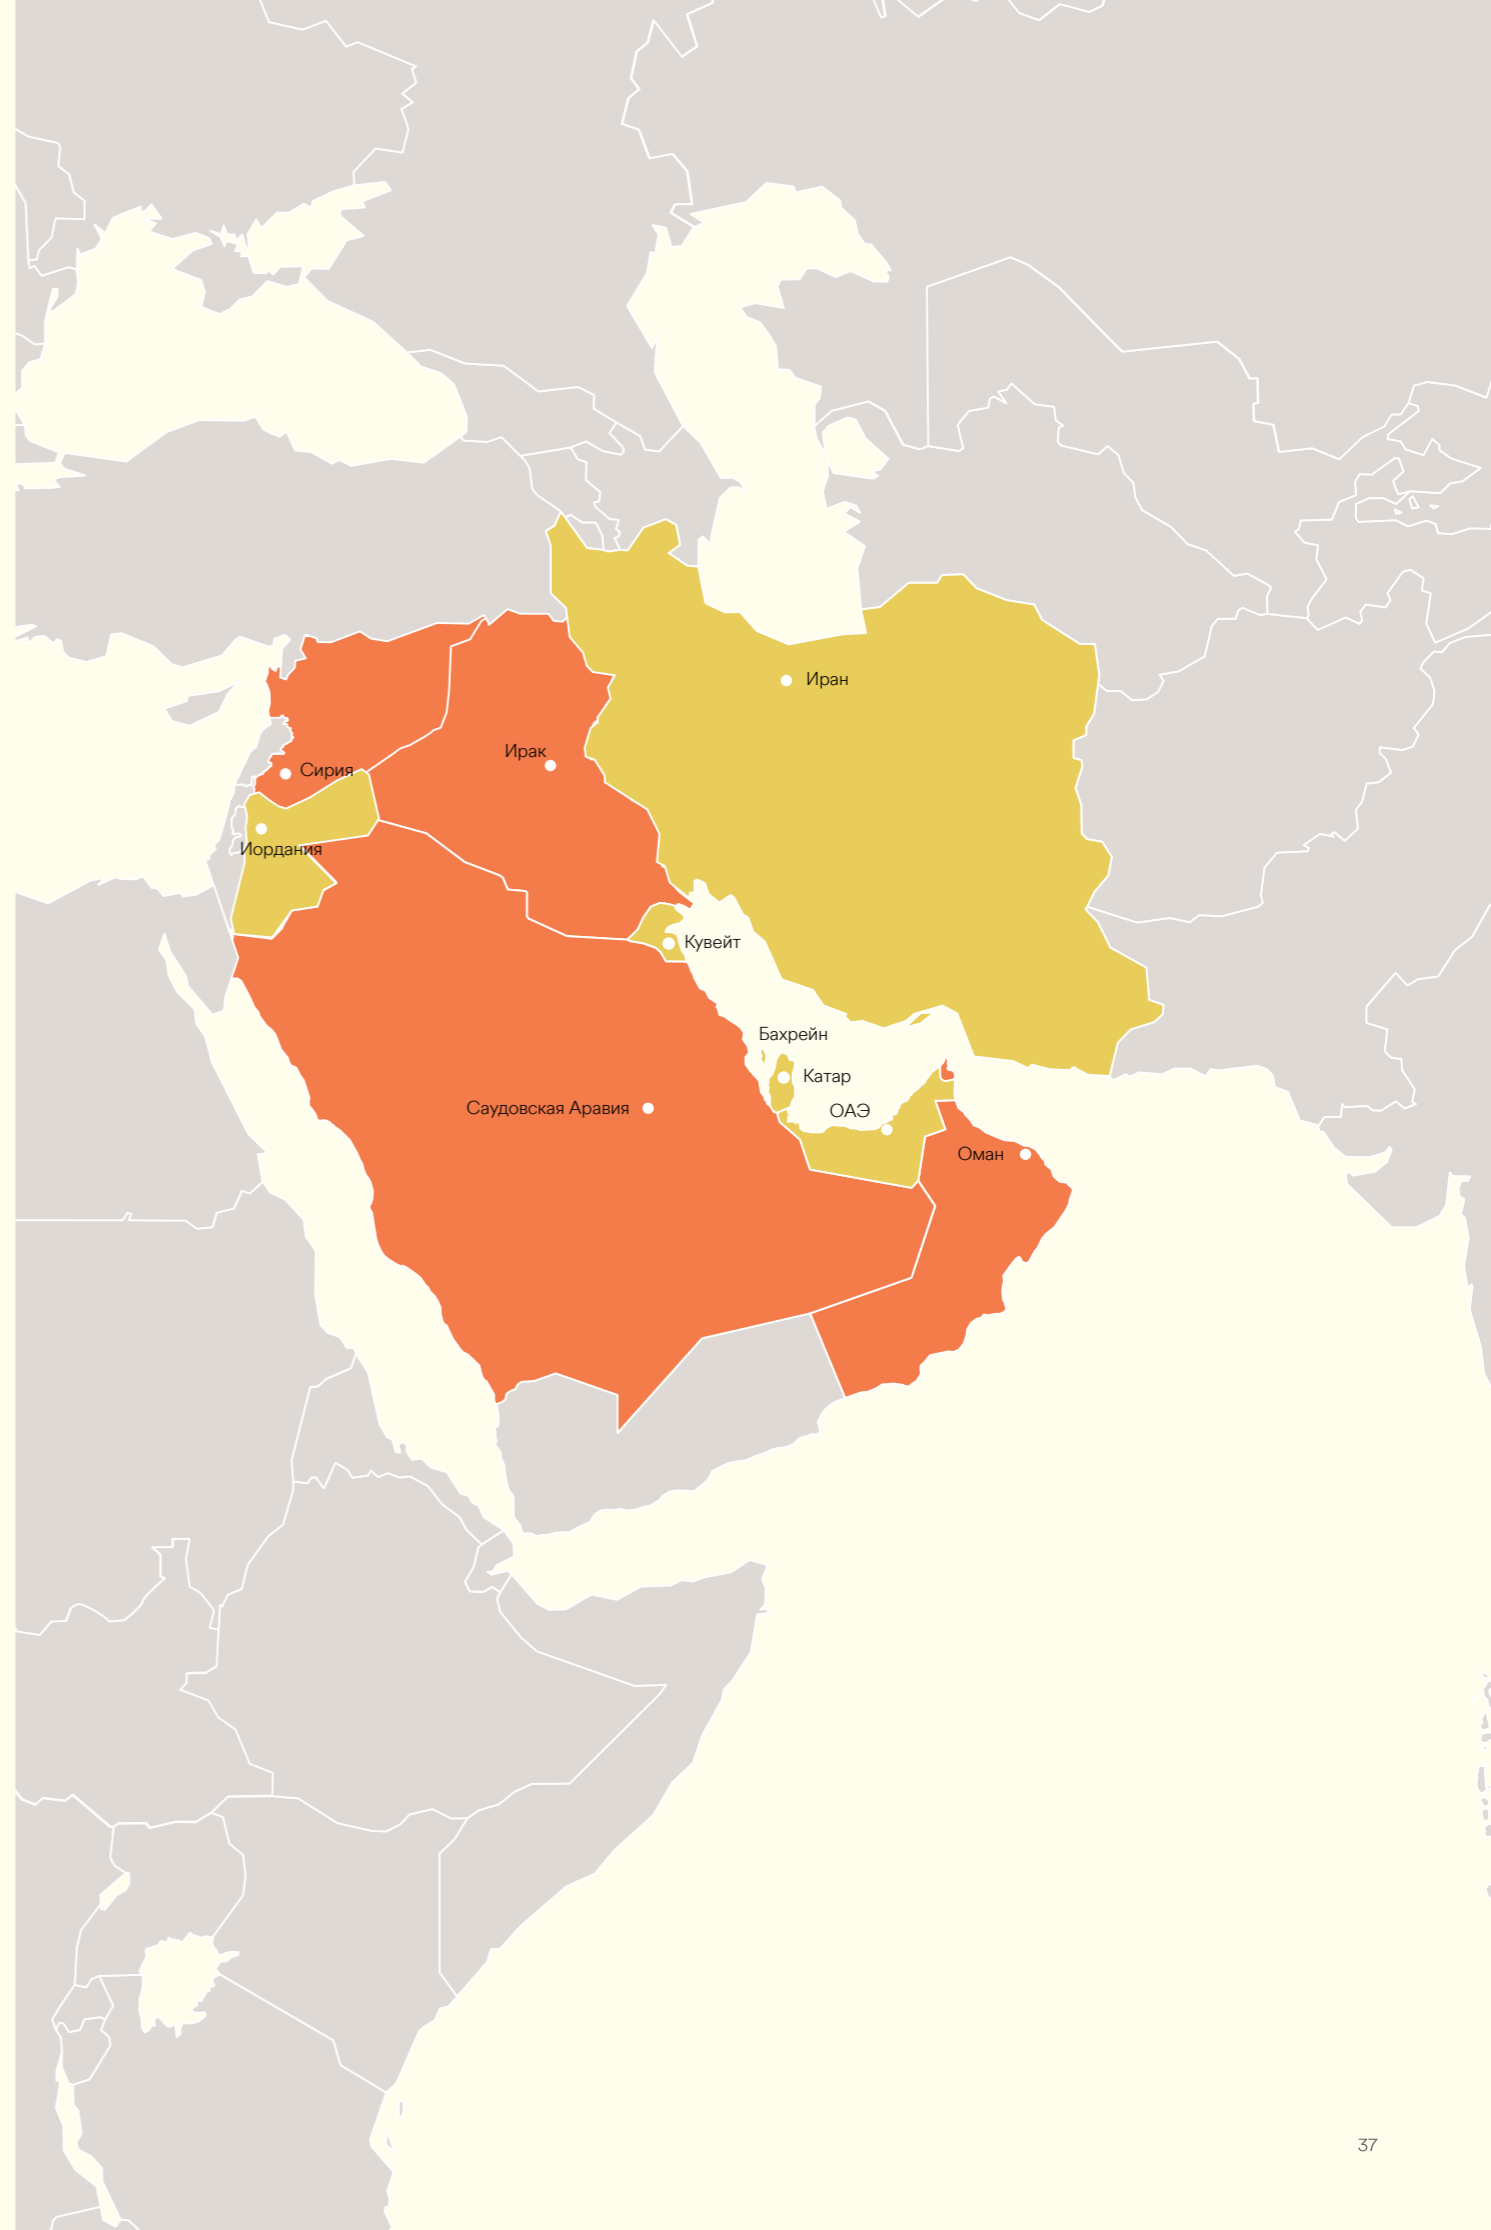 Иран
Ирак
Сирия
Иордания
Кувейт
Бахрейн
Катар
Саудовская Аравия
ОАЭ
Оман
37